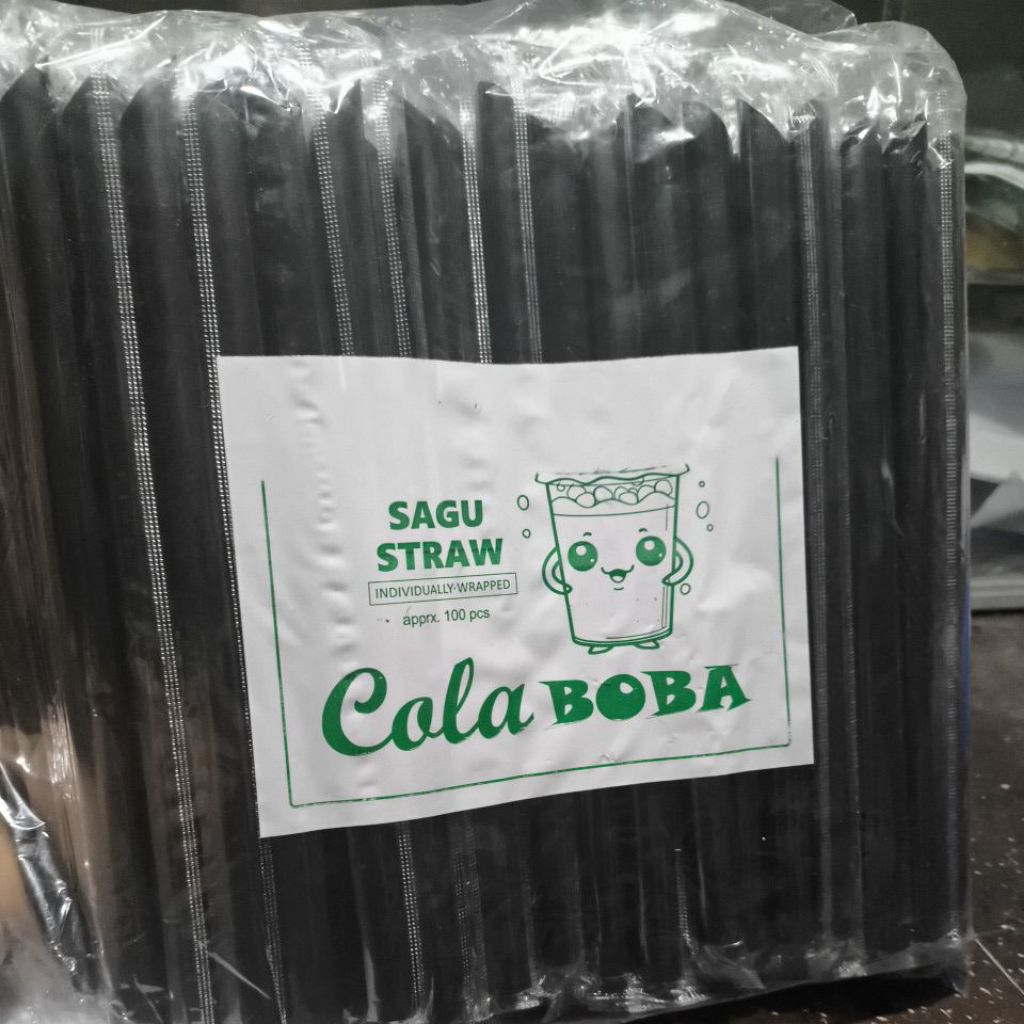 SAGU
STRAW
INDIVIDUALLY-WRAPPED
apprx. 100 pcs
Cola BOBA